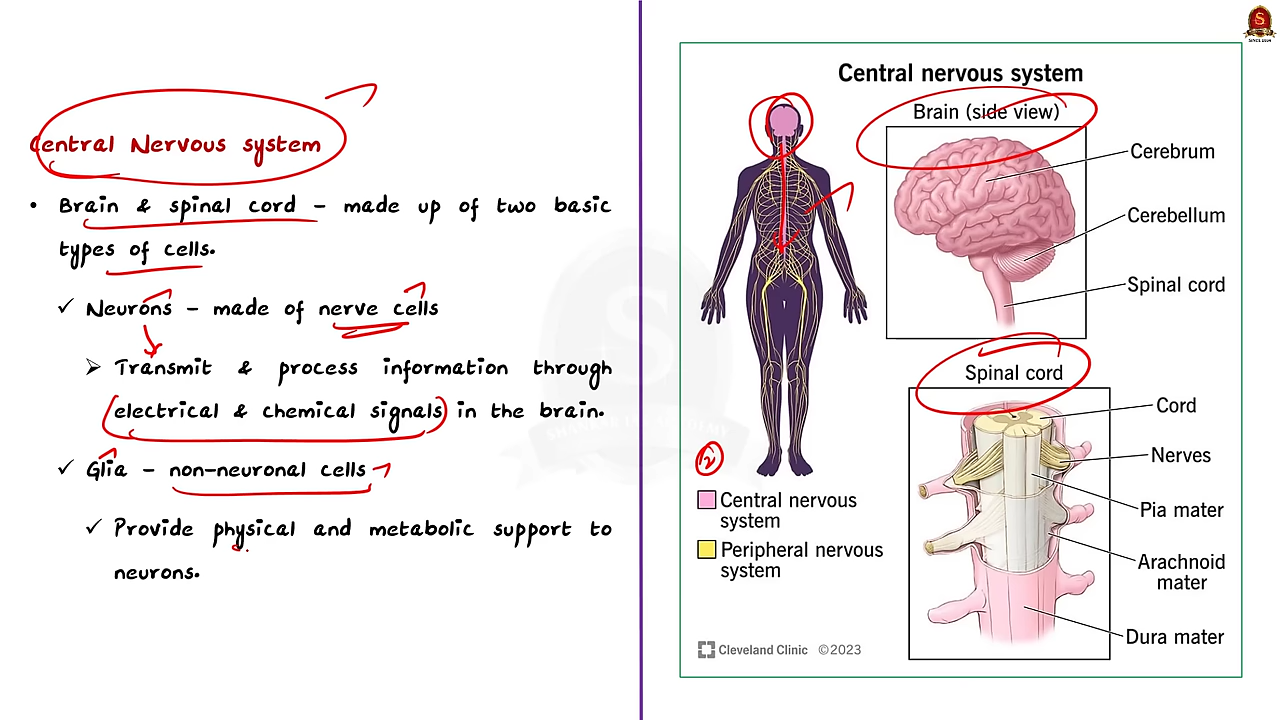 Central Nervous system
• Brain & spinal cord – made up of two basic
types of cells.
✓ Neurons – made of nerve cells
➢ Transmit & process information through
electrical & chemical signals in the brain.
✓ Glia – non-neuronal cells
✓ Provide physical and metabolic support to
neurons.
Central nervous system
Brain (side view)
Cerebrum
Cerebellum
Spinal cord
Spinal cord
Cord
Nerves
Pia mater
Arachnoid
mater
Dura mater
Central nervous
system
Peripheral nervous
system
Cleveland Clinic ©2023
S